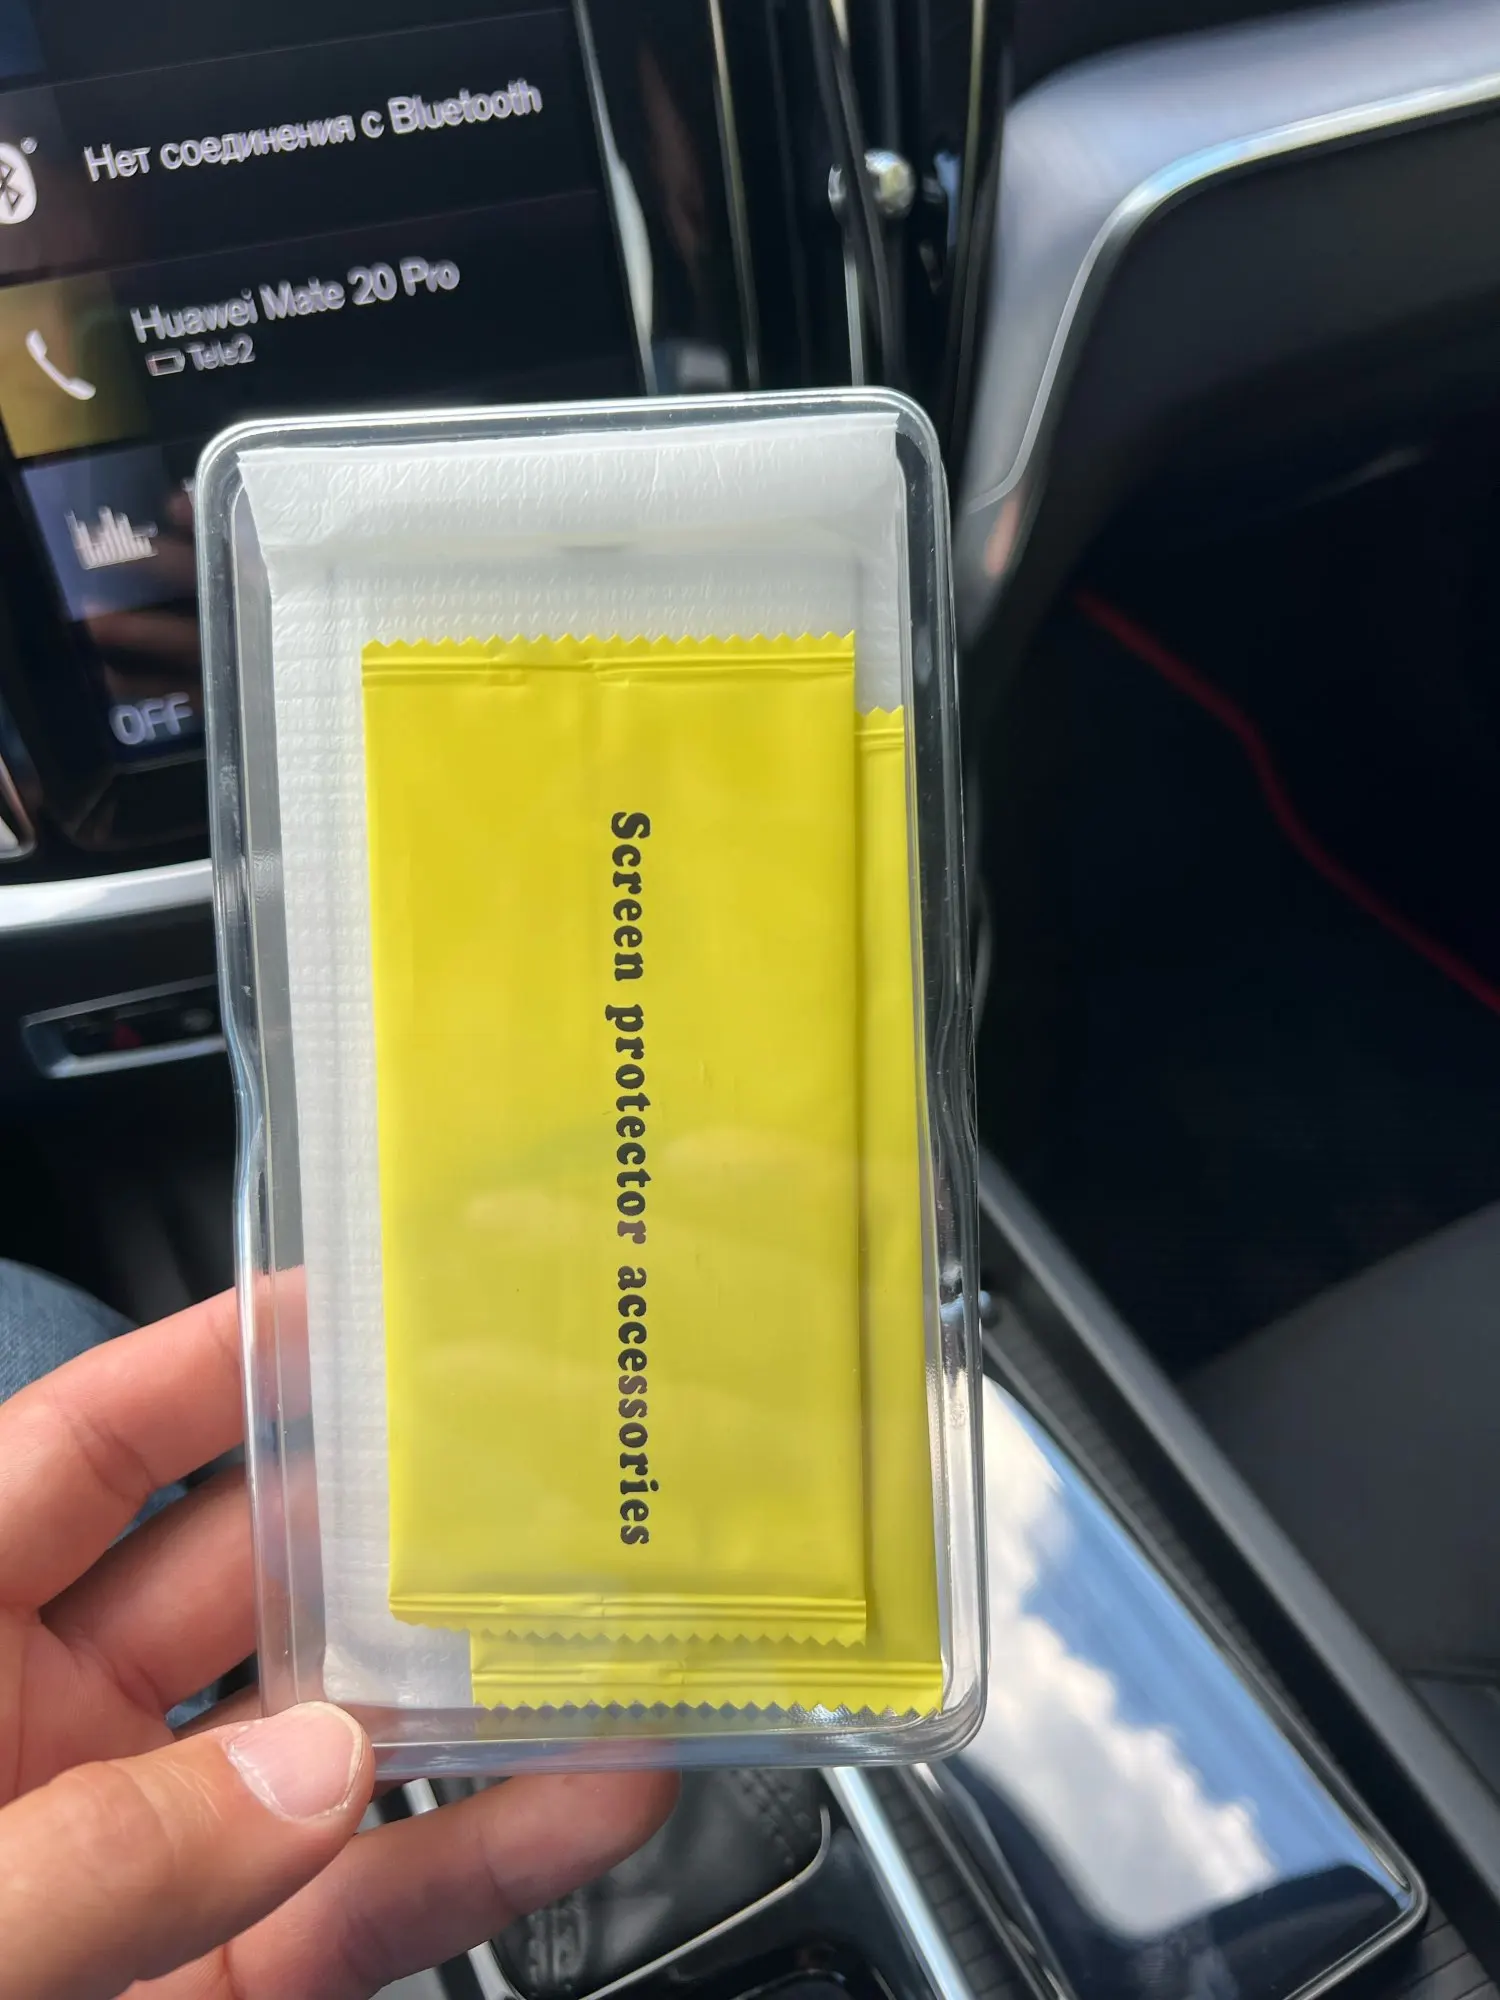 Нет соединения с Bluetooth
Huawei Mate 20 Pro
Tele2
OFF
Screen protector accessories